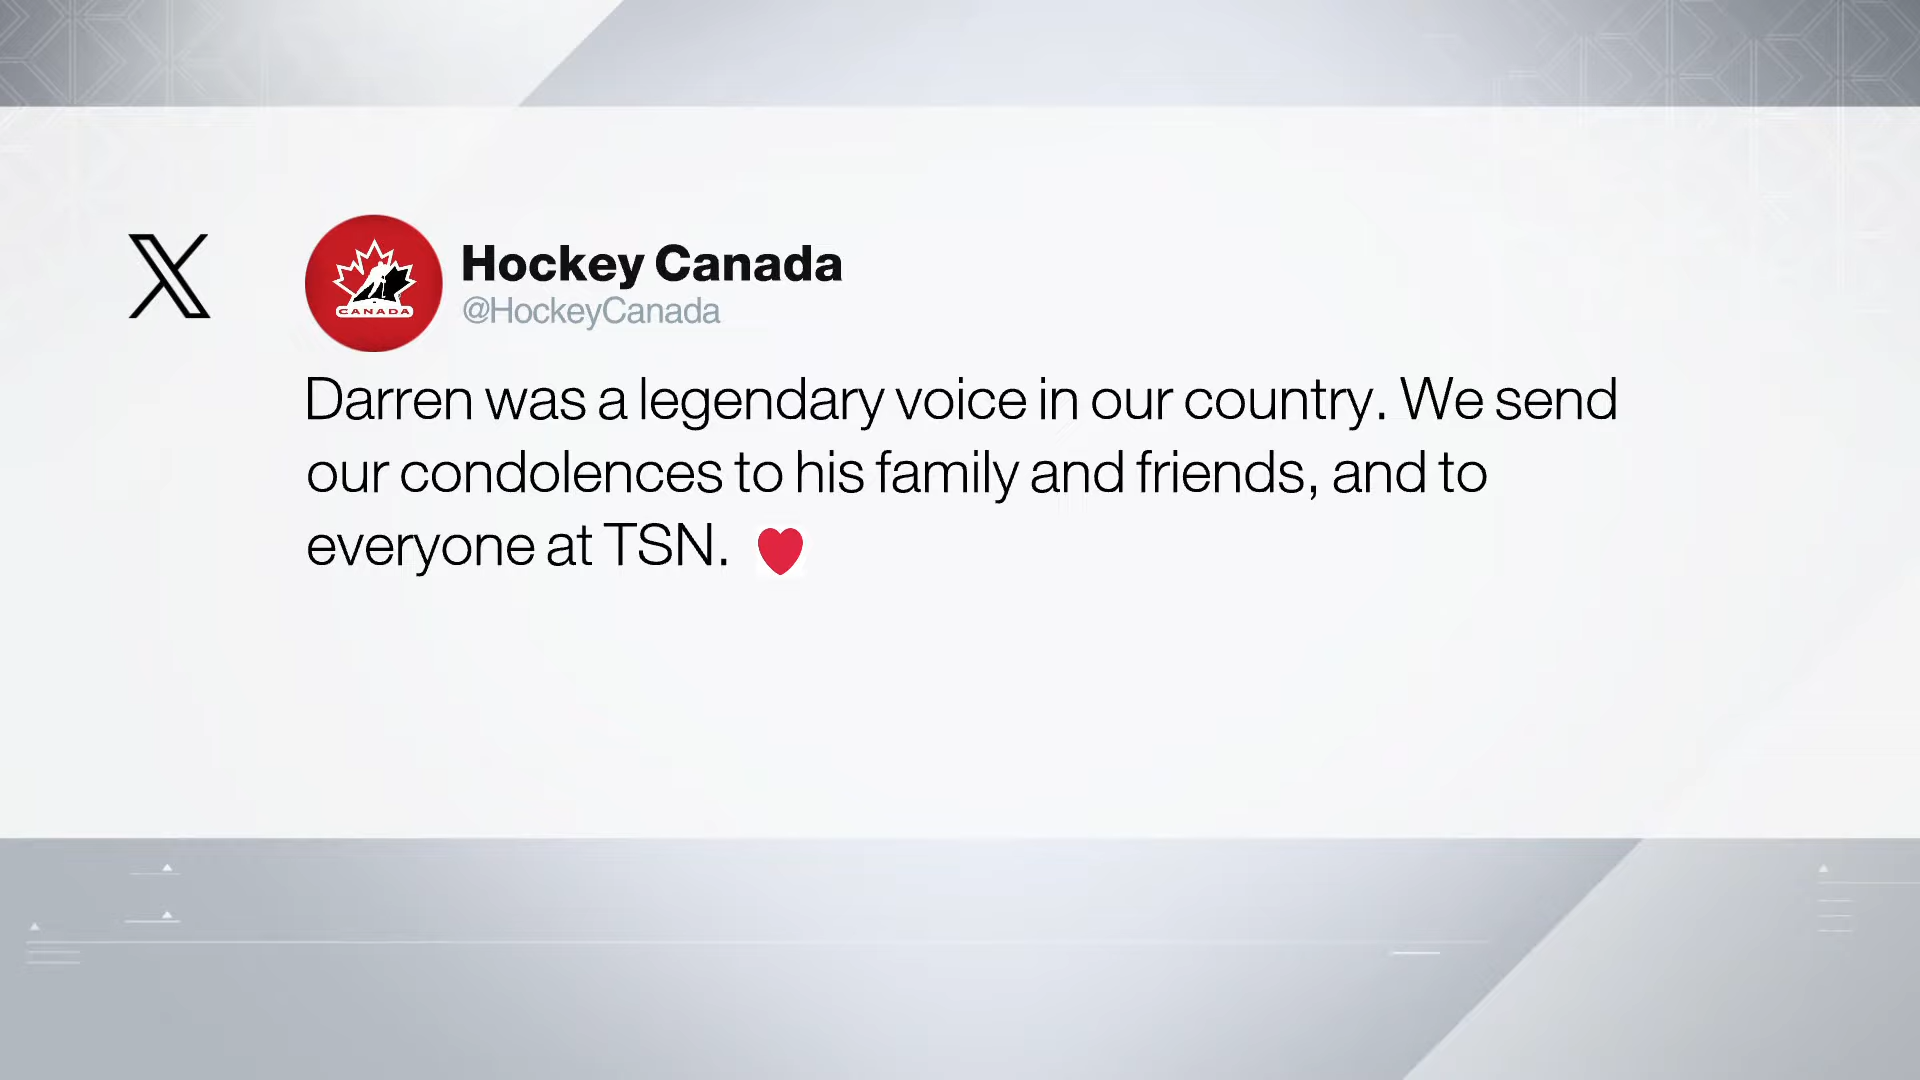 Hockey Canada
@HockeyCanada
CANADA
Darren was a legendary voice in our country. We send
our condolences to his family and friends, and to
everyone at TSN. ❤️